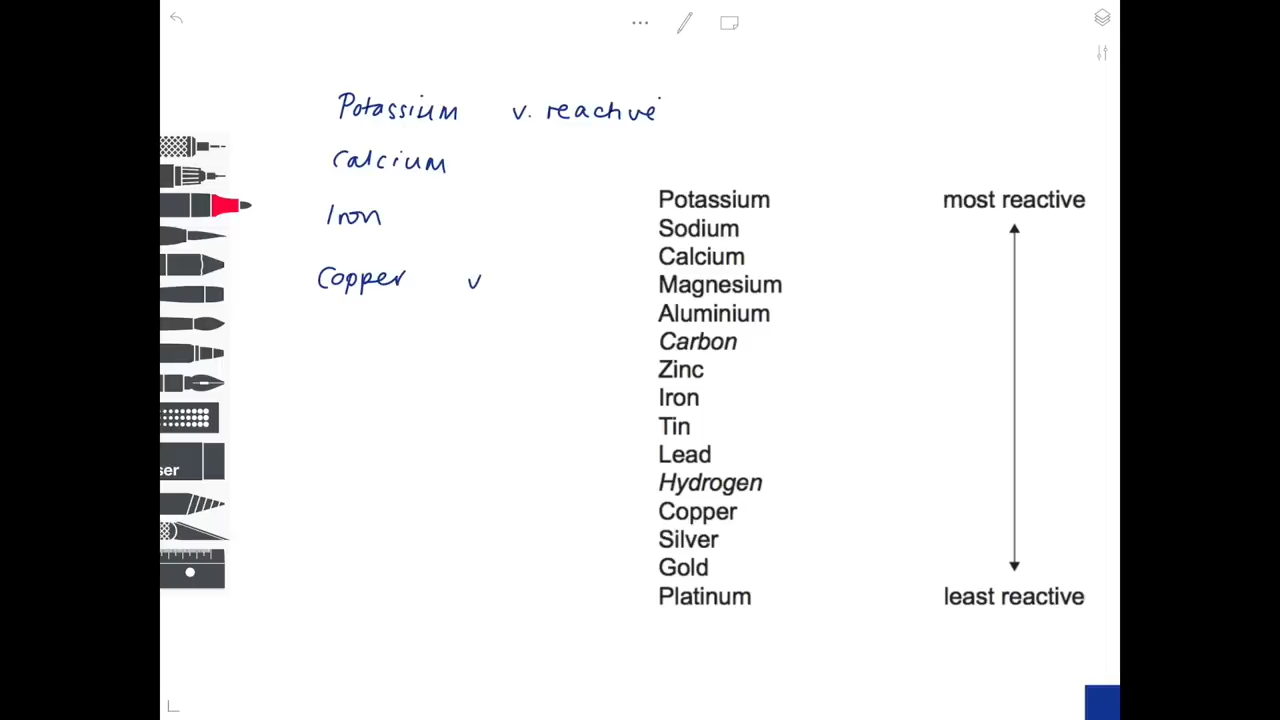 Potassium v. reactive
Calcium
Iron
Copper v
Potassium most reactive
Sodium
Calcium
Magnesium
Aluminium
Carbon
Zinc
Iron
Tin
Lead
Hydrogen
Copper
Silver
Gold
Platinum least reactive
ser